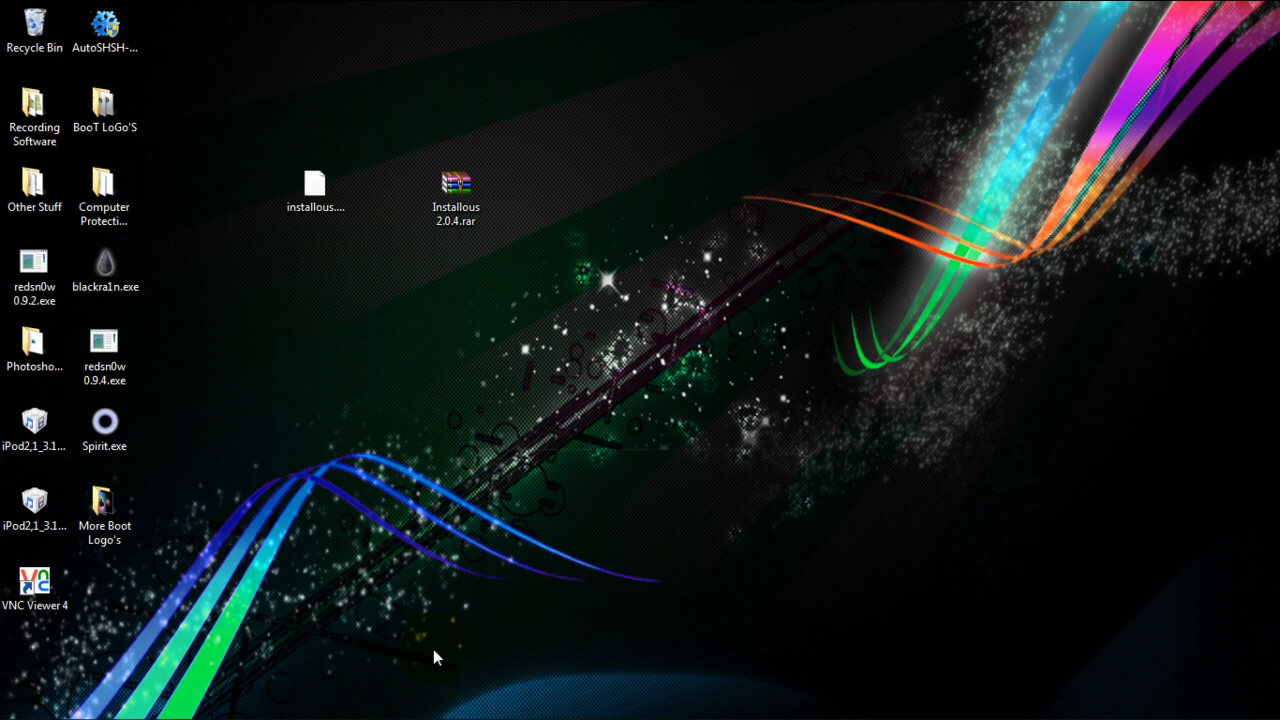 Recycle Bin
AutoSHSH-...
Recording
Software
BooT LoGo'S
Other Stuff
Computer
Protecti...
installous....
Installous
2.0.4.rar
redsn0w
0.9.2.exe
blackra1n.exe
Photosho...
redsn0w
0.9.4.exe
iPod2,1_3.1...
Spirit.exe
iPod2,1_3.1...
More Boot
Logo's
VNC Viewer 4